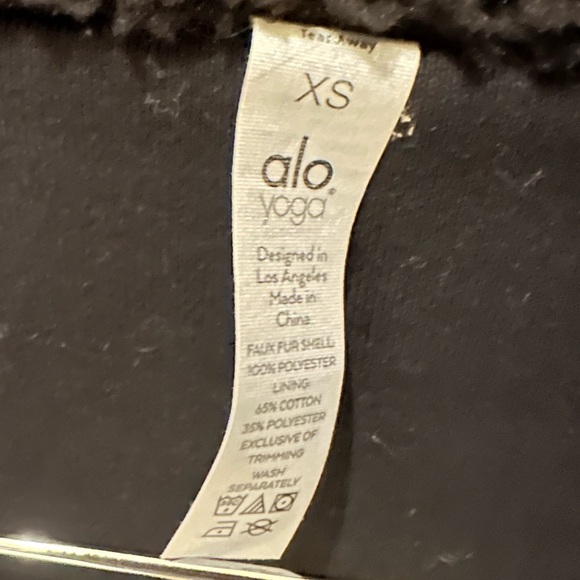 Tear Away
XS
alo®
yoga
Designed in
Los Angeles
Made in
China
FAUX FUR SHELL:
100% POLYESTER
LINING:
65% COTTON
35% POLYESTER
EXCLUSIVE OF
TRIMMING
WASH
SEPARATELY